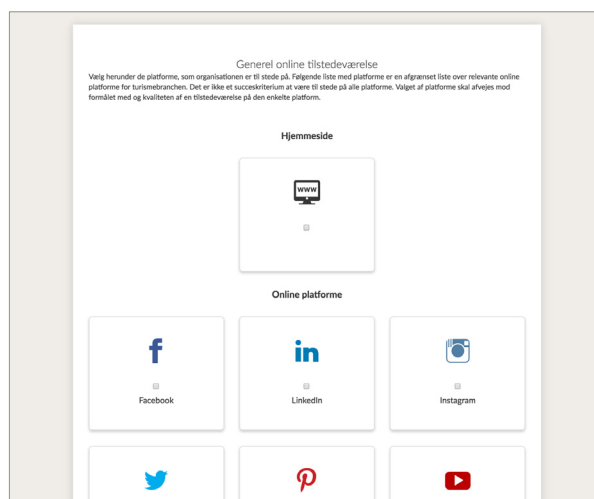 Generel online tilstedeværelse
Vælg herunder de platforme, som organisationen er til stede på. Følgende liste med platforme er en afgrænset liste over relevante online
platforme for turismebranchen. Det er ikke et succeskriterium at være til stede på alle platforme. Valget af platforme skal afvejes mod
formålet med og kvaliteten af en tilstedeværelse på den enkelte platform.
Hjemmeside
www
Online platforme
f
in
Facebook
LinkedIn
Instagram